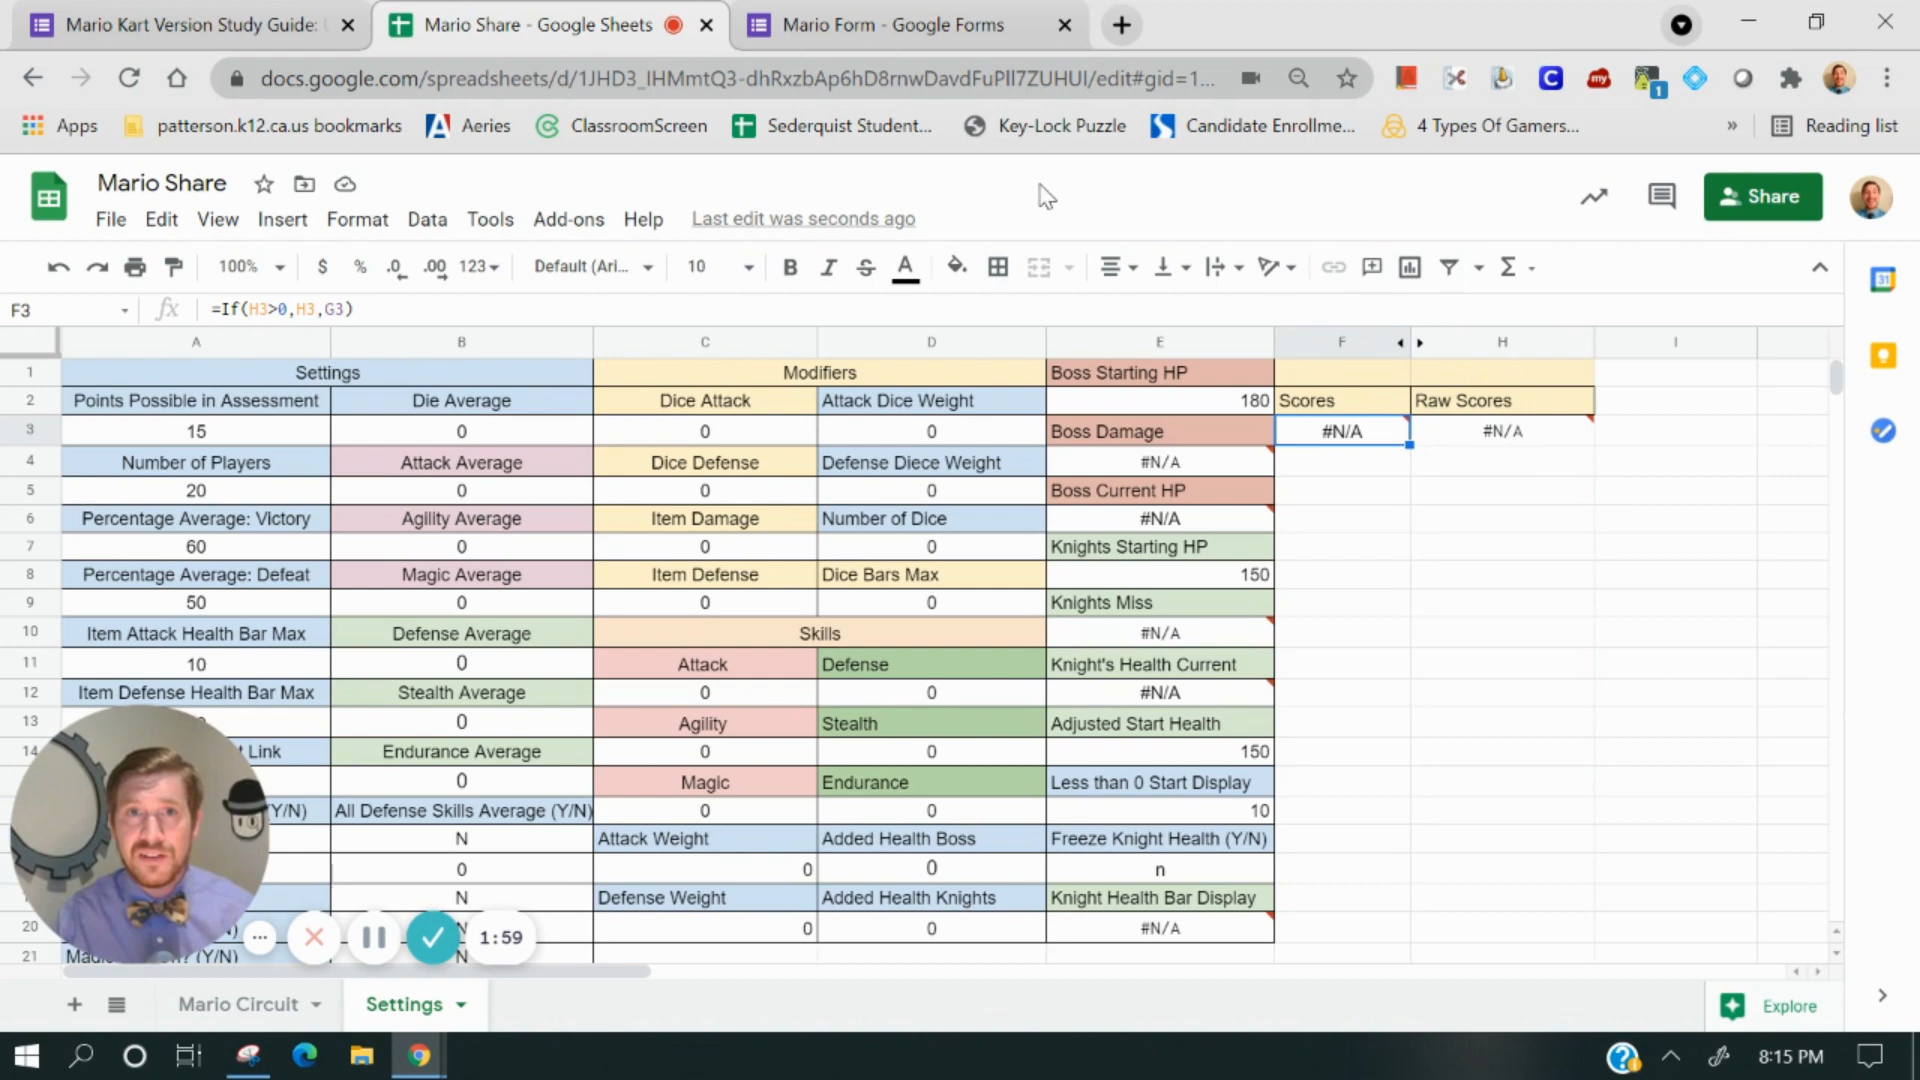 Mario Kart Version Study Guide:
Mario Share - Google Sheets
Mario Form - Google Forms
docs.google.com/spreadsheets/d/1JHD3_IHMmtQ3-dhRxzbAp6hD8rnwDavdFuPll7ZUHUI/edit#gid=1...
Apps
patterson.k12.ca.us bookmarks
Aeries
ClassroomScreen
Sederquist Student...
Key-Lock Puzzle
Candidate Enrollme...
4 Types Of Gamers...
»
Reading list
Mario Share
File Edit View Insert Format Data Tools Add-ons Help Last edit was seconds ago
Share
100% $ % .0 .00 123 Default (Ari... 10 B I S A
31
F3 fx =If(H3>0,H3,G3)
A B C D E F H I
1 Settings Modifiers Boss Starting HP
2 Points Possible in Assessment Die Average Dice Attack Attack Dice Weight 180 Scores Raw Scores
3 15 0 0 0 Boss Damage #N/A #N/A
4 Number of Players Attack Average Dice Defense Defense Diece Weight #N/A
5 20 0 0 0 Boss Current HP
6 Percentage Average: Victory Agility Average Item Damage Number of Dice #N/A
7 60 0 0 0 Knights Starting HP
8 Percentage Average: Defeat Magic Average Item Defense Dice Bars Max 150
9 50 0 0 0 Knights Miss
10 Item Attack Health Bar Max Defense Average Skills #N/A
11 10 0 Attack Defense Knight's Health Current
12 Item Defense Health Bar Max Stealth Average 0 0 #N/A
13 0 Agility Stealth Adjusted Start Health
14 t Link Endurance Average 0 0 150
0 Magic Endurance Less than 0 Start Display
(Y/N) All Defense Skills Average (Y/N) 0 0 10
N Attack Weight Added Health Boss Freeze Knight Health (Y/N)
0 0 0 n
N Defense Weight Added Health Knights Knight Health Bar Display
20 N 0 0 #N/A
21 (Y/N) N
1:59
Mario Circuit
Settings
Explore
8:15 PM